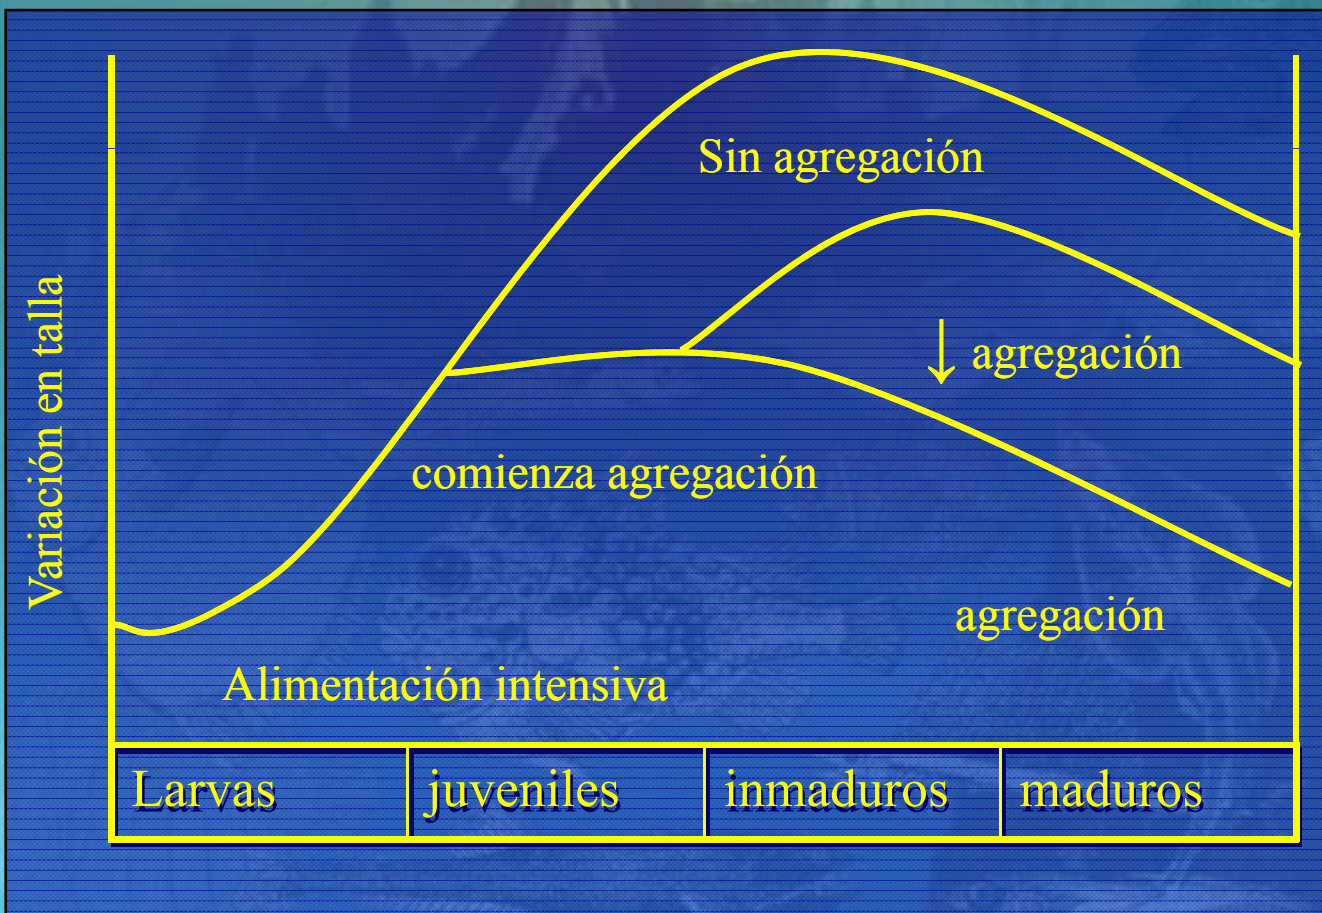 Variación en talla
Sin agregación
↓ agregación
comienza agregación
agregación
Alimentación intensiva
Larvas
juveniles
inmaduros
maduros